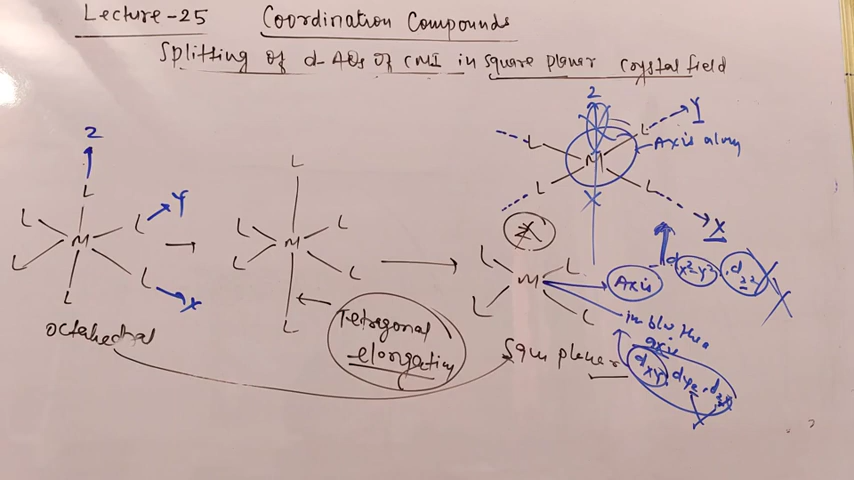 Lecture-25 Coordination Compounds
Splitting of d-AOs of CMI in square planer crystal field
Z
L
Y
L
L
M
L
L
L
X
octahedral
L
L
L
M
L
L
L
Tetragonal
elongation
Z
Y
L
L
M
Axis along
L
L
X
X
Z
L
L
M
L
L
Squ planer
Axis
dx²-y², dz²
in b/w the
axis
dxy, dyz, dzx